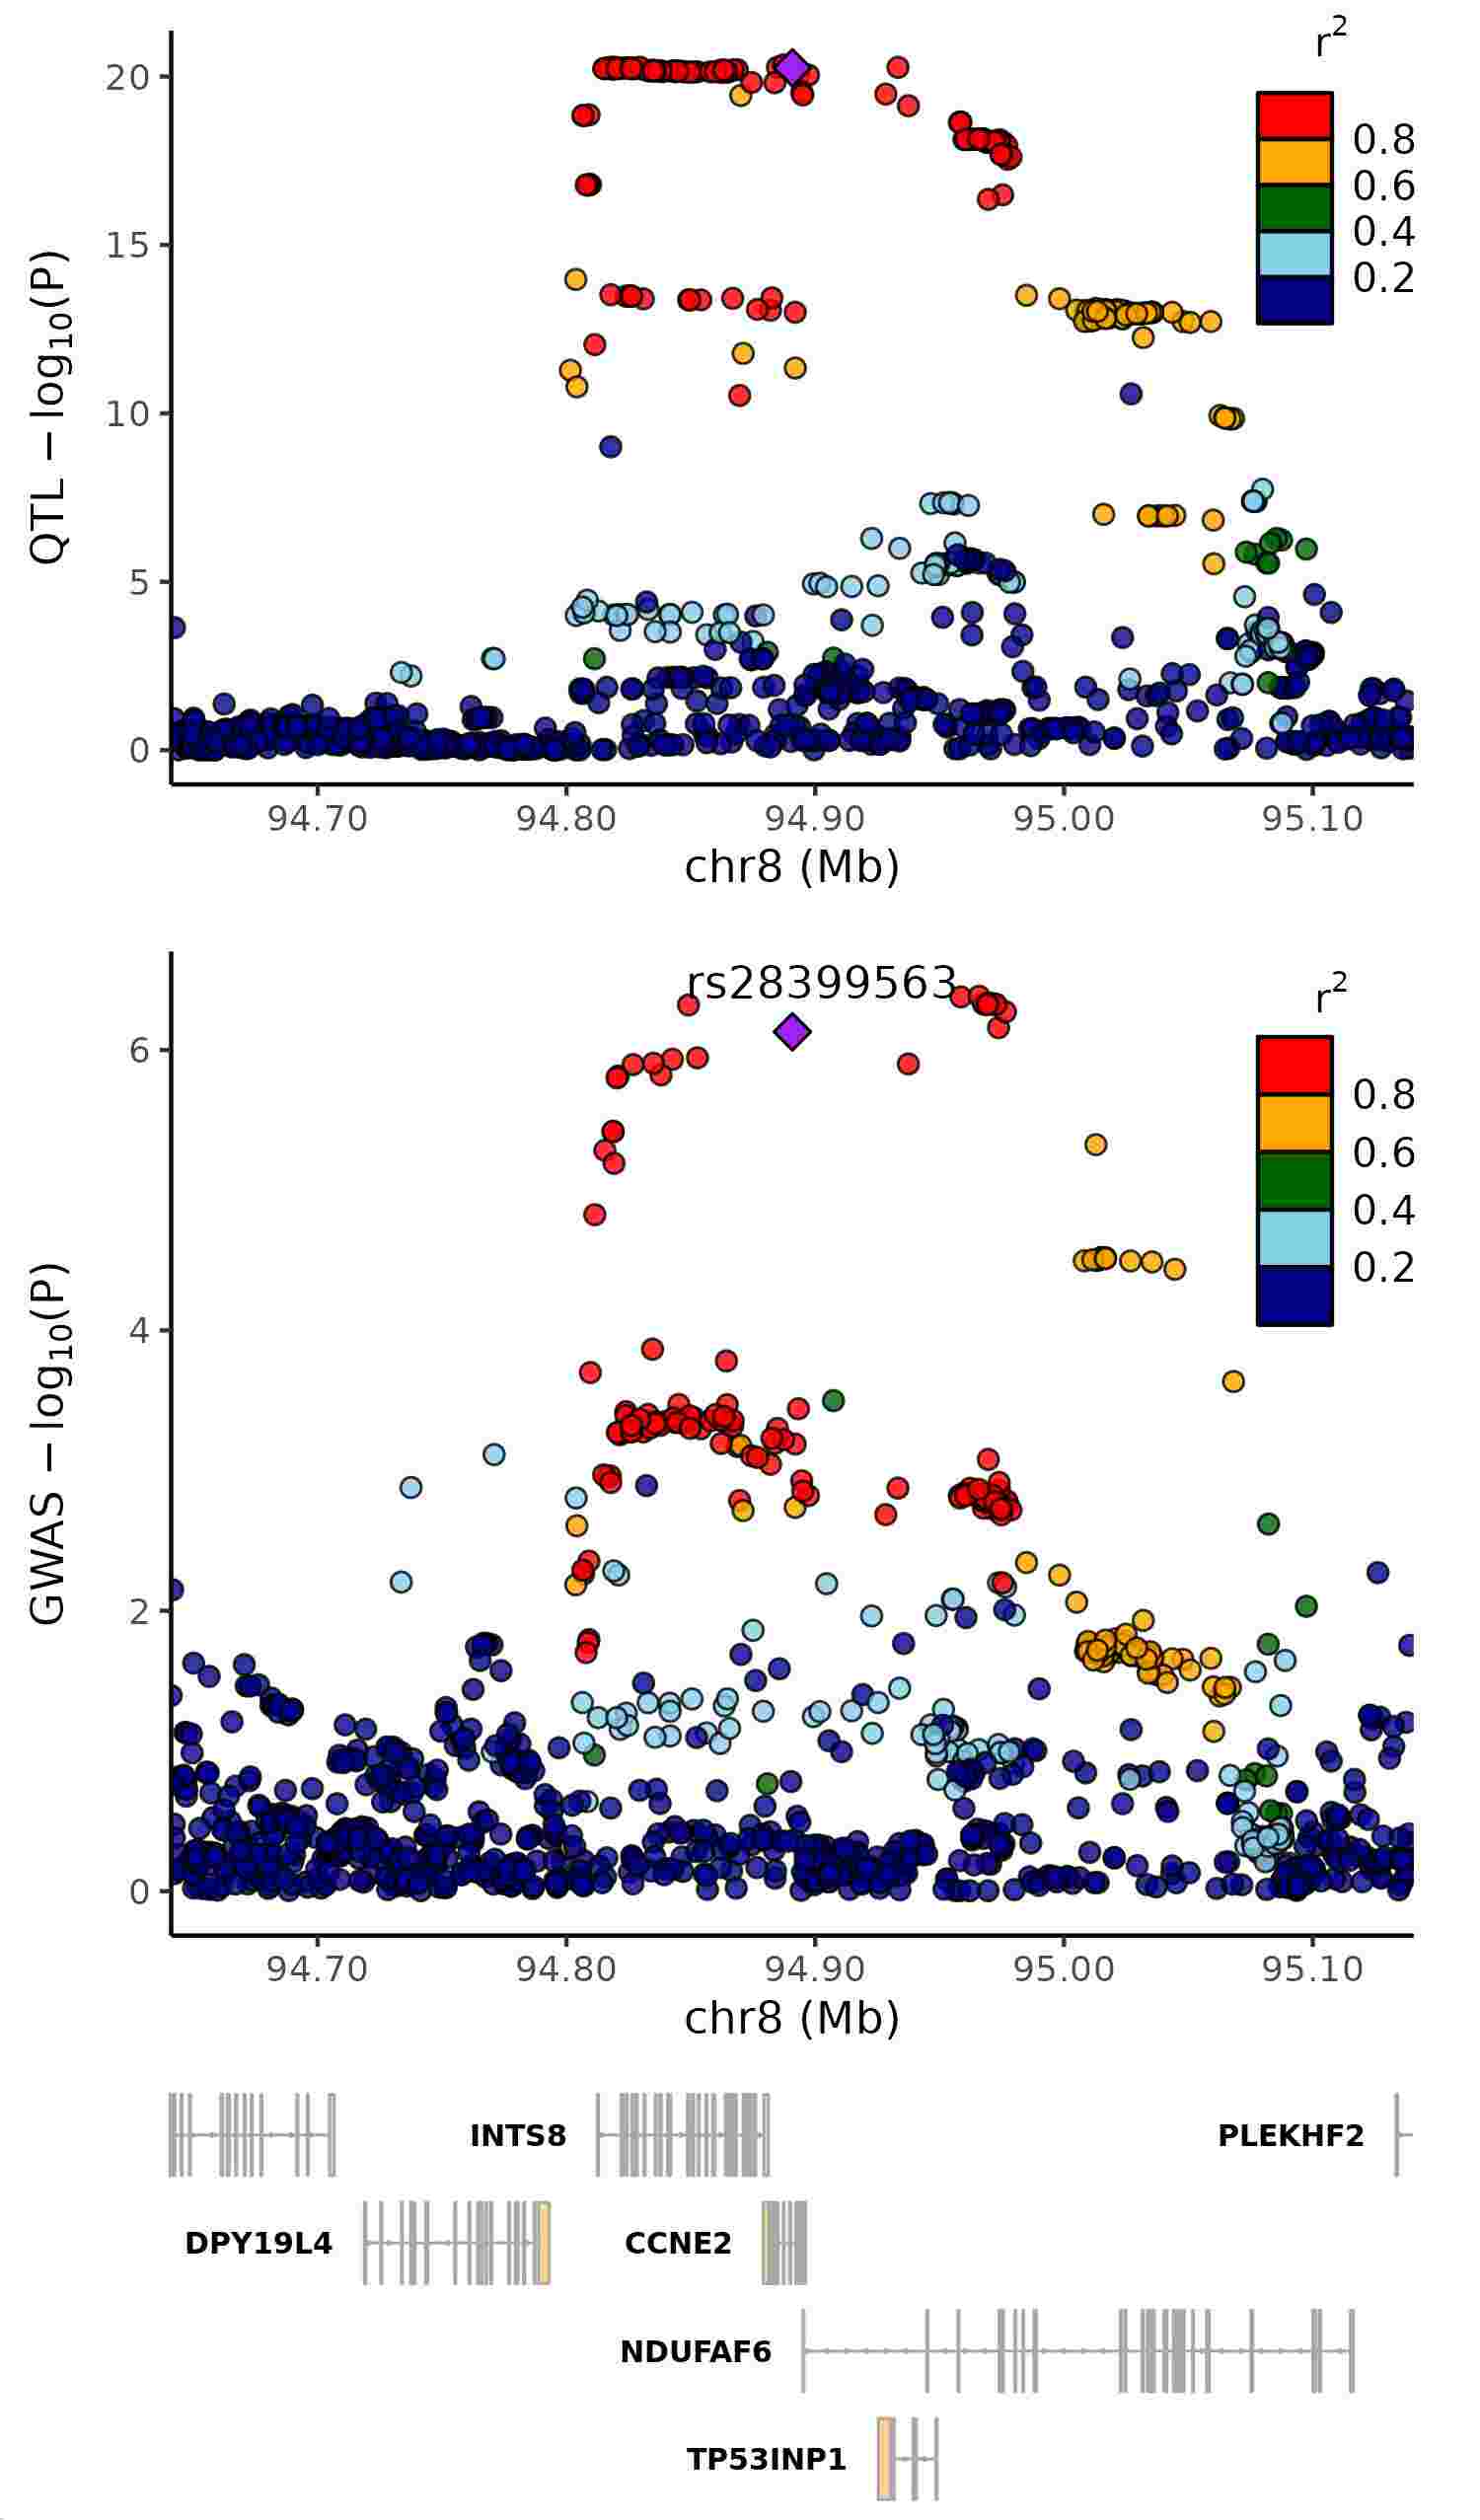 r²
20
15
10
5
0
QTL −log₁₀(P)
0.8
0.6
0.4
0.2
94.70 94.80 94.90 95.00 95.10
chr8 (Mb)
rs28399563
r²
6
4
2
0
GWAS −log₁₀(P)
0.8
0.6
0.4
0.2
94.70 94.80 94.90 95.00 95.10
chr8 (Mb)
INTS8 PLEKHF2
DPY19L4 CCNE2
NDUFAF6
TP53INP1